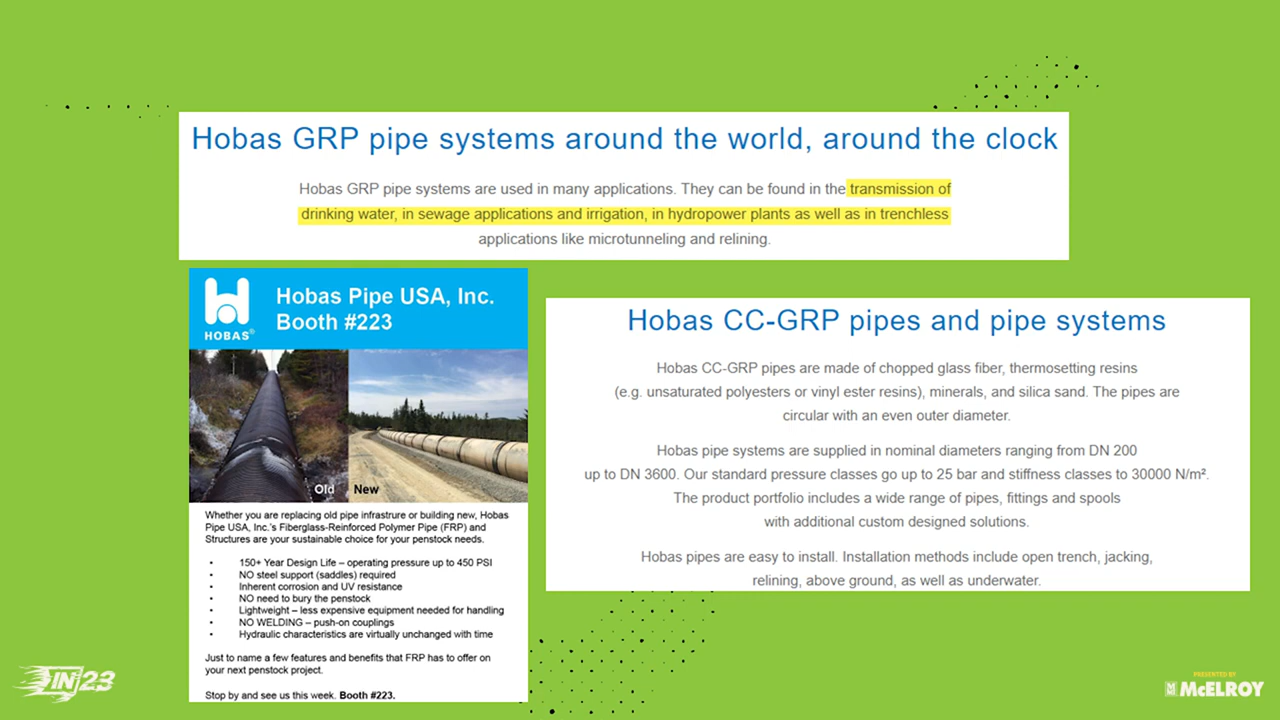 Hobas GRP pipe systems around the world, around the clock
Hobas GRP pipe systems are used in many applications. They can be found in the transmission of
drinking water, in sewage applications and irrigation, in hydropower plants as well as in trenchless
applications like microtunneling and relining.
HOBAS®
Hobas Pipe USA, Inc.
Booth #223
Old
New
Whether you are replacing old pipe infrastrure or building new, Hobas
Pipe USA, Inc.'s Fiberglass-Reinforced Polymer Pipe (FRP) and
Structures are your sustainable choice for your penstock needs.
• 150+ Year Design Life – operating pressure up to 450 PSI
• NO steel support (saddles) required
• Inherent corrosion and UV resistance
• NO need to bury the penstock
• Lightweight – less expensive equipment needed for handling
• NO WELDING – push-on couplings
• Hydraulic characteristics are virtually unchanged with time
Just to name a few features and benefits that FRP has to offer on
your next penstock project.
Stop by and see us this week. Booth #223.
Hobas CC-GRP pipes and pipe systems
Hobas CC-GRP pipes are made of chopped glass fiber, thermosetting resins
(e.g. unsaturated polyesters or vinyl ester resins), minerals, and silica sand. The pipes are
circular with an even outer diameter.
Hobas pipe systems are supplied in nominal diameters ranging from DN 200
up to DN 3600. Our standard pressure classes go up to 25 bar and stiffness classes to 30000 N/m².
The product portfolio includes a wide range of pipes, fittings and spools
with additional custom designed solutions.
Hobas pipes are easy to install. Installation methods include open trench, jacking,
relining, above ground, as well as underwater.
IN23
PRESENTED BY
McELROY